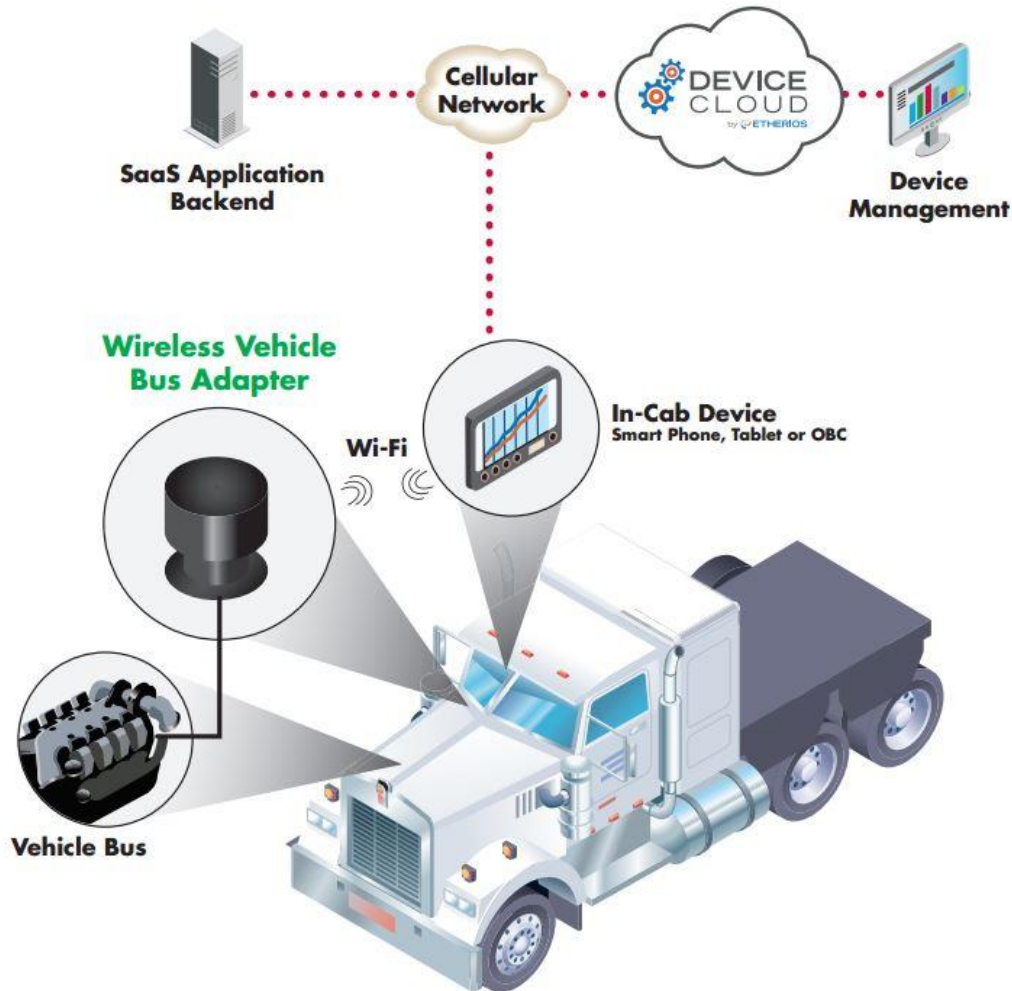 Cellular
Network
DEVICE
CLOUD
by ETHERIOS
SaaS Application
Backend
Device
Management
Wireless Vehicle
Bus Adapter
Wi-Fi
In-Cab Device
Smart Phone, Tablet or OBC
Vehicle Bus